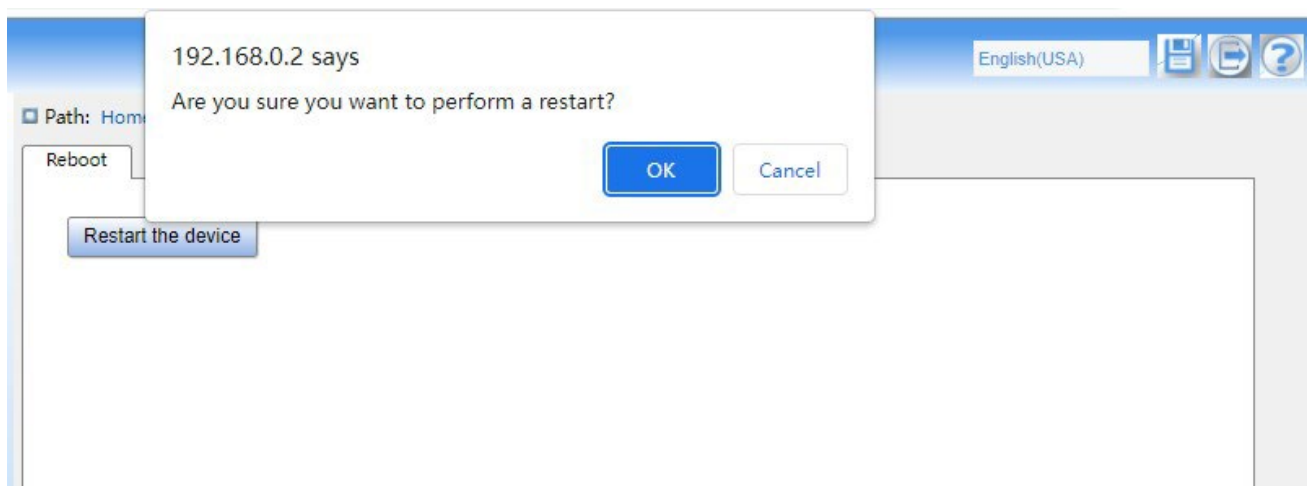 192.168.0.2 says
Are you sure you want to perform a restart?
OK
Cancel
English(USA)
Path: Home
Reboot
Restart the device